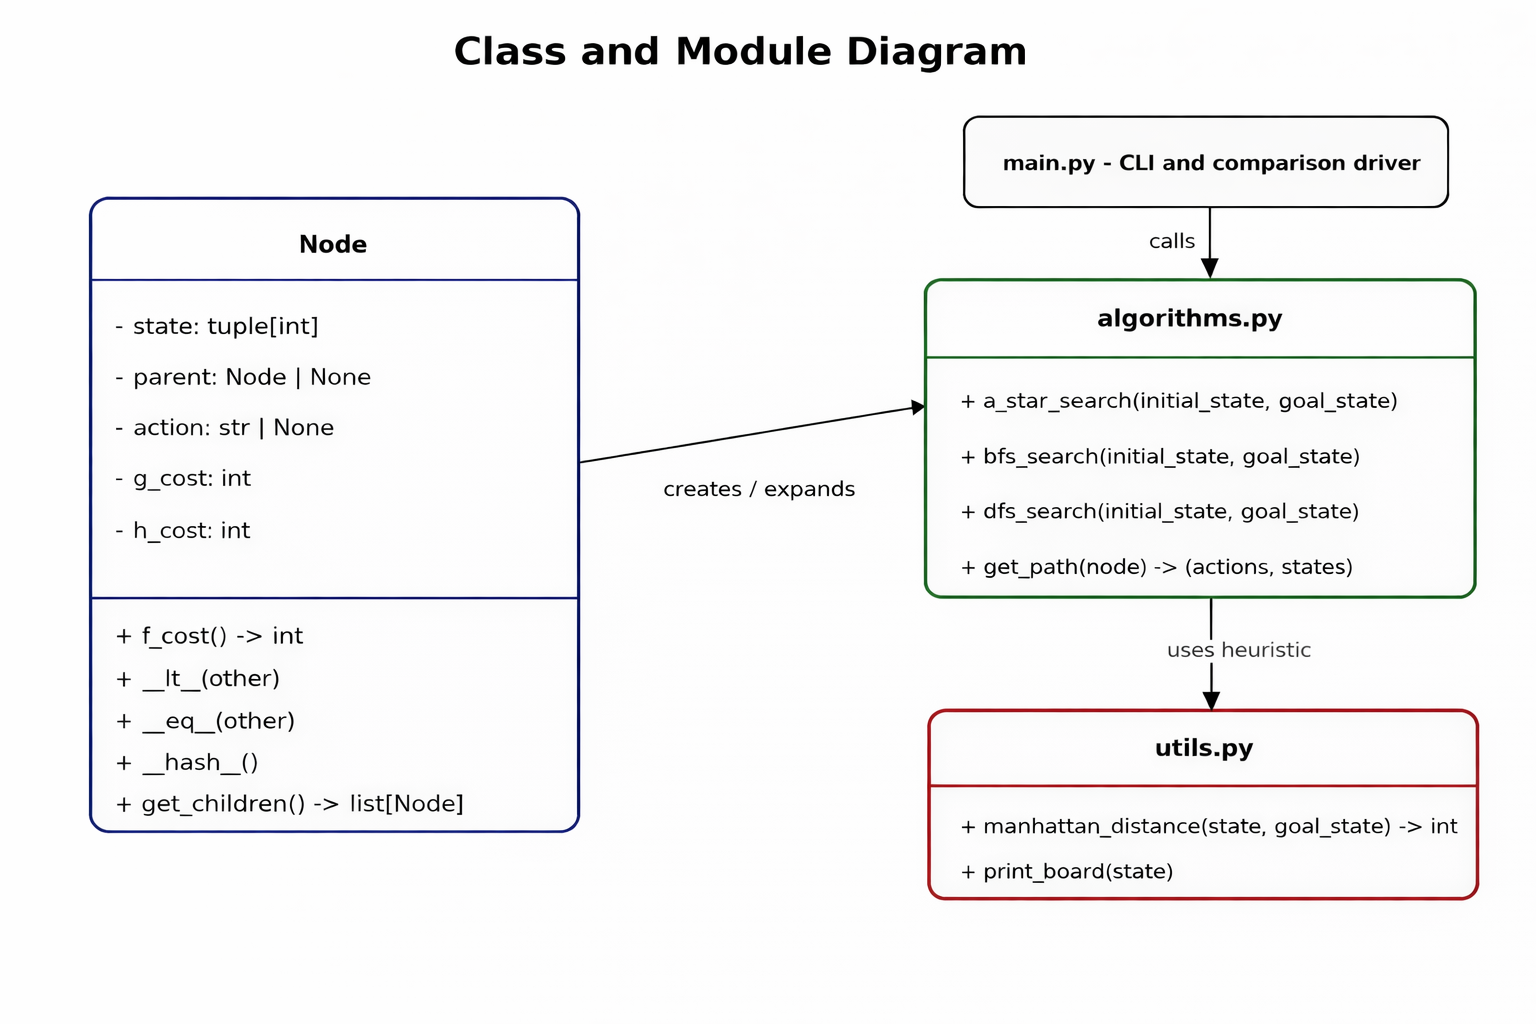 Class and Module Diagram
main.py - CLI and comparison driver
calls
Node
- state: tuple[int]
- parent: Node | None
- action: str | None
- g_cost: int
- h_cost: int
+ f_cost() -> int
+ __lt__(other)
+ __eq__(other)
+ __hash__()
+ get_children() -> list[Node]
creates / expands
algorithms.py
+ a_star_search(initial_state, goal_state)
+ bfs_search(initial_state, goal_state)
+ dfs_search(initial_state, goal_state)
+ get_path(node) -> (actions, states)
uses heuristic
utils.py
+ manhattan_distance(state, goal_state) -> int
+ print_board(state)